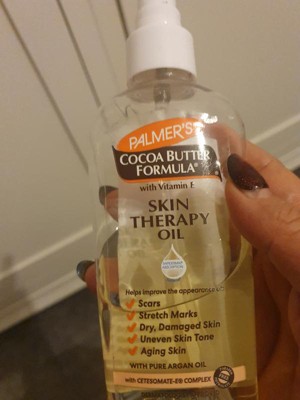 PALMER'S
COCOA BUTTER
FORMULA®
with Vitamin E
SKIN
THERAPY
OIL
Helps improve the appearance of
Scars
Stretch Marks
Dry, Damaged Skin
Uneven Skin Tone
Aging Skin
WITH PURE ARGAN OIL
with CETESOMATE-E® COMPLEX